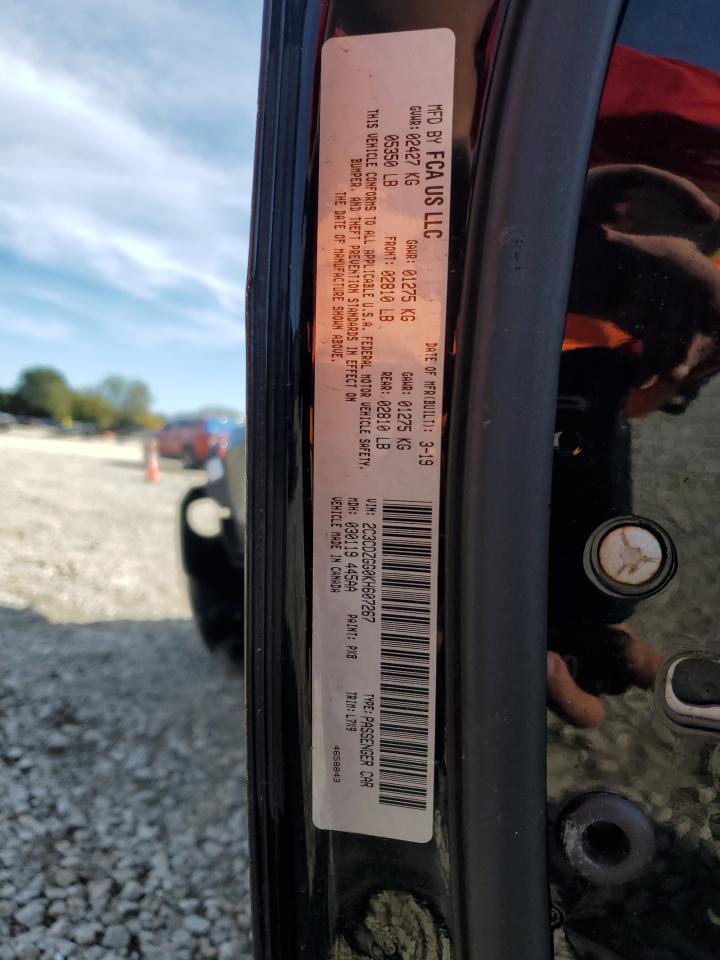 MFD BY FCA US LLC
DATE OF MFR(BUILT): 3-19
GVWR: 02427 KG
GAWR: 01275 KG
GAWR: 01275 KG
05350 LB
FRONT: 02810 LB
REAR: 02810 LB
THIS VEHICLE CONFORMS TO ALL APPLICABLE U.S.A. FEDERAL MOTOR VEHICLE SAFETY,
BUMPER, AND THEFT PREVENTION STANDARDS IN EFFECT ON
THE DATE OF MANUFACTURE SHOWN ABOVE.
VIN: 2C3CDZGG0KH607267
TYPE: PASSENGER CAR
MDH: 030119 445AA
PAINT: PX8
TRIM: L7X9
VEHICLE MADE IN CANADA
4658843